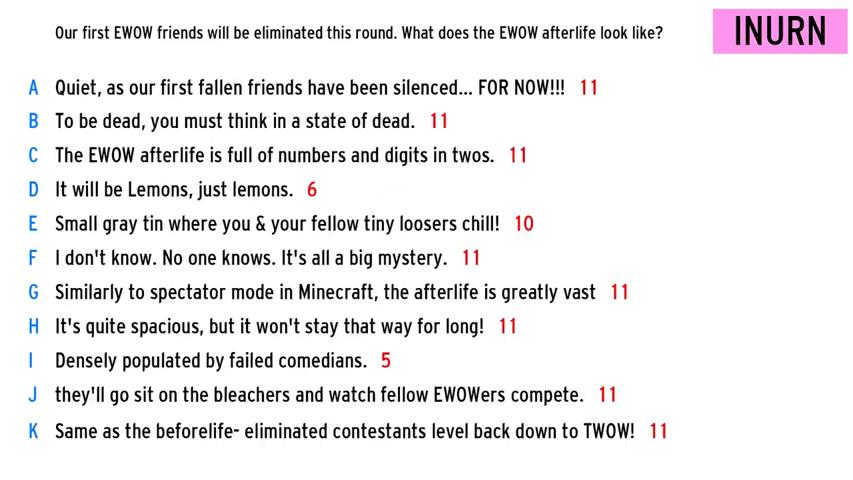 Our first EWOW friends will be eliminated this round. What does the EWOW afterlife look like?
INURN
A Quiet, as our first fallen friends have been silenced... FOR NOW!!! 11
B To be dead, you must think in a state of dead. 11
C The EWOW afterlife is full of numbers and digits in twos. 11
D It will be Lemons, just lemons. 6
E Small gray tin where you & your fellow tiny loosers chill! 10
F I don't know. No one knows. It's all a big mystery. 11
G Similarly to spectator mode in Minecraft, the afterlife is greatly vast 11
H It's quite spacious, but it won't stay that way for long! 11
I Densely populated by failed comedians. 5
J they'll go sit on the bleachers and watch fellow EWOWers compete. 11
K Same as the beforelife- eliminated contestants level back down to TWOW! 11